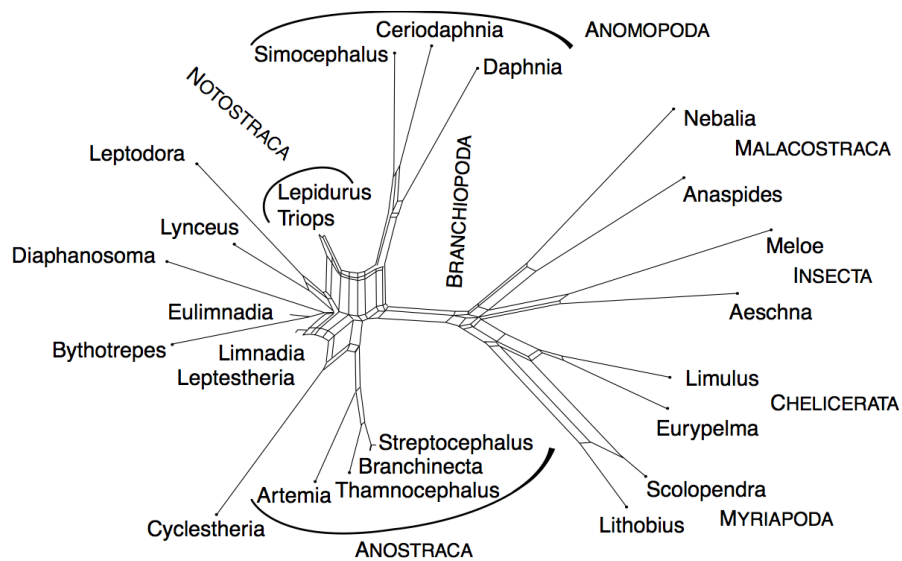 Ceriodaphnia
ANOMOPODA
Simocephalus
Daphnia
NOTOSTRACA
Nebalia
MALACOSTRACA
Leptodora
Lepidurus
Triops
BRANCHIOPODA
Anaspides
Lynceus
Meloe
Diaphanosoma
INSECTA
Eulimnadia
Aeschna
Bythotrepes
Limnadia
Leptestheria
Limulus
CHELICERATA
Eurypelma
Streptocephalus
Branchinecta
Artemia
Thamnocephalus
Scolopendra
Cyclestheria
Lithobius
MYRIAPODA
ANOSTRACA